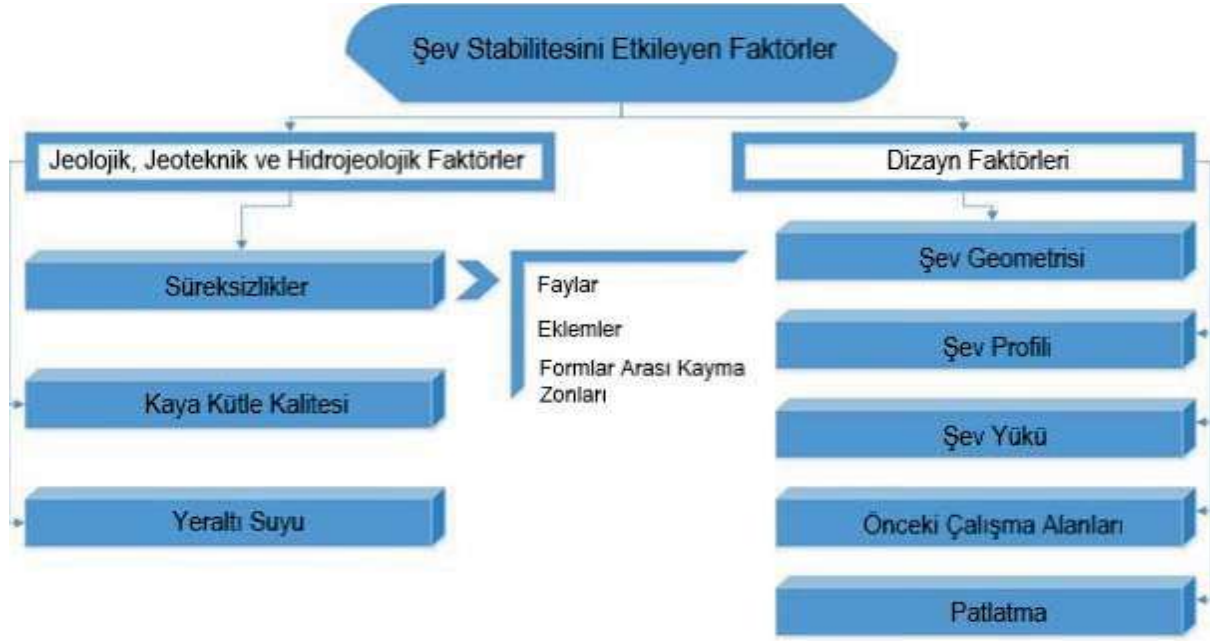 Şev Stabilitesini Etkileyen Faktörler
Jeolojik, Jeoteknik ve Hidrojeolojik Faktörler
Dizayn Faktörleri
Süreksizlikler
Faylar
Eklemler
Formlar Arası Kayma
Zonları
Kaya Kütle Kalitesi
Yeraltı Suyu
Şev Geometrisi
Şev Profili
Şev Yükü
Önceki Çalışma Alanları
Patlatma